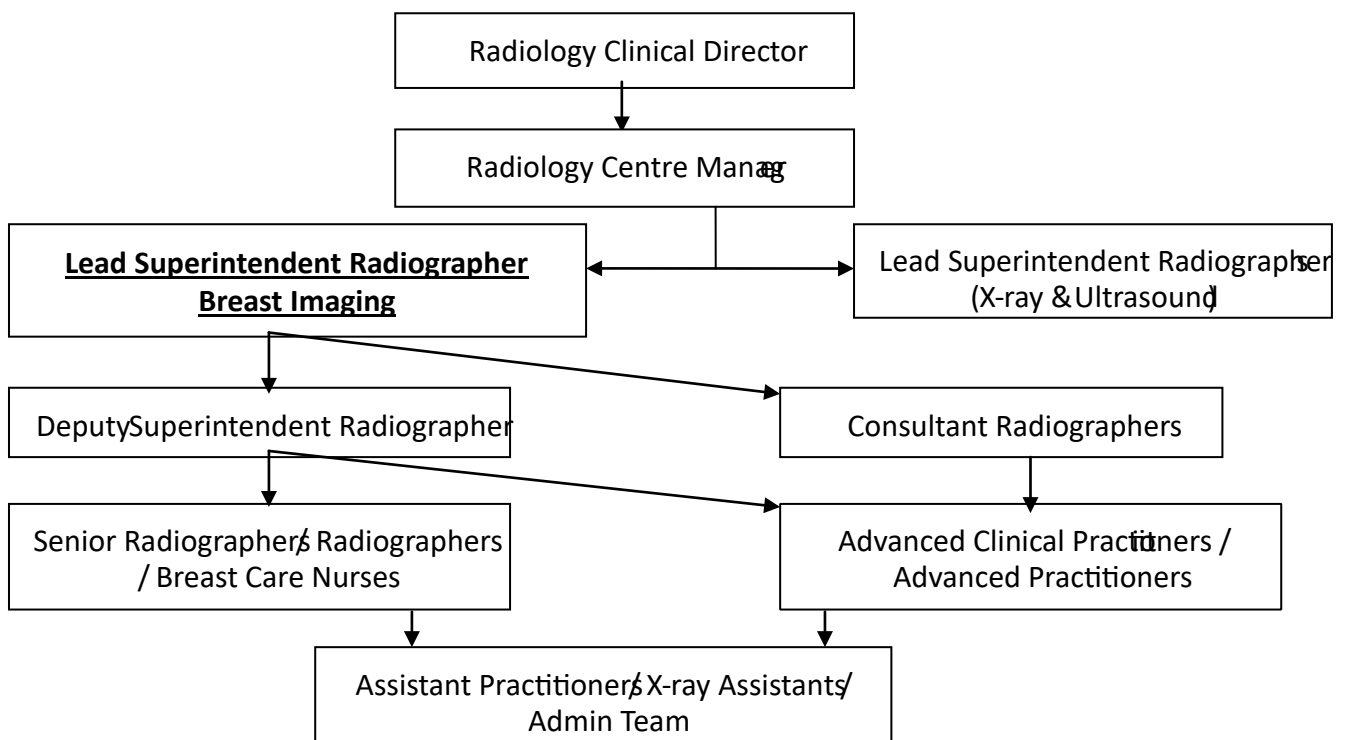 Radiology Clinical Director
Radiology Centre Manager
Lead Superintendent Radiographer
Breast Imaging
Lead Superintendent Radiographers
(X-ray & Ultrasound)
Deputy Superintendent Radiographer
Consultant Radiographers
Senior Radiographers/ Radiographers
/ Breast Care Nurses
Advanced Clinical Practitioners /
Advanced Practitioners
Assistant Practitioners/ X-ray Assistants/
Admin Team